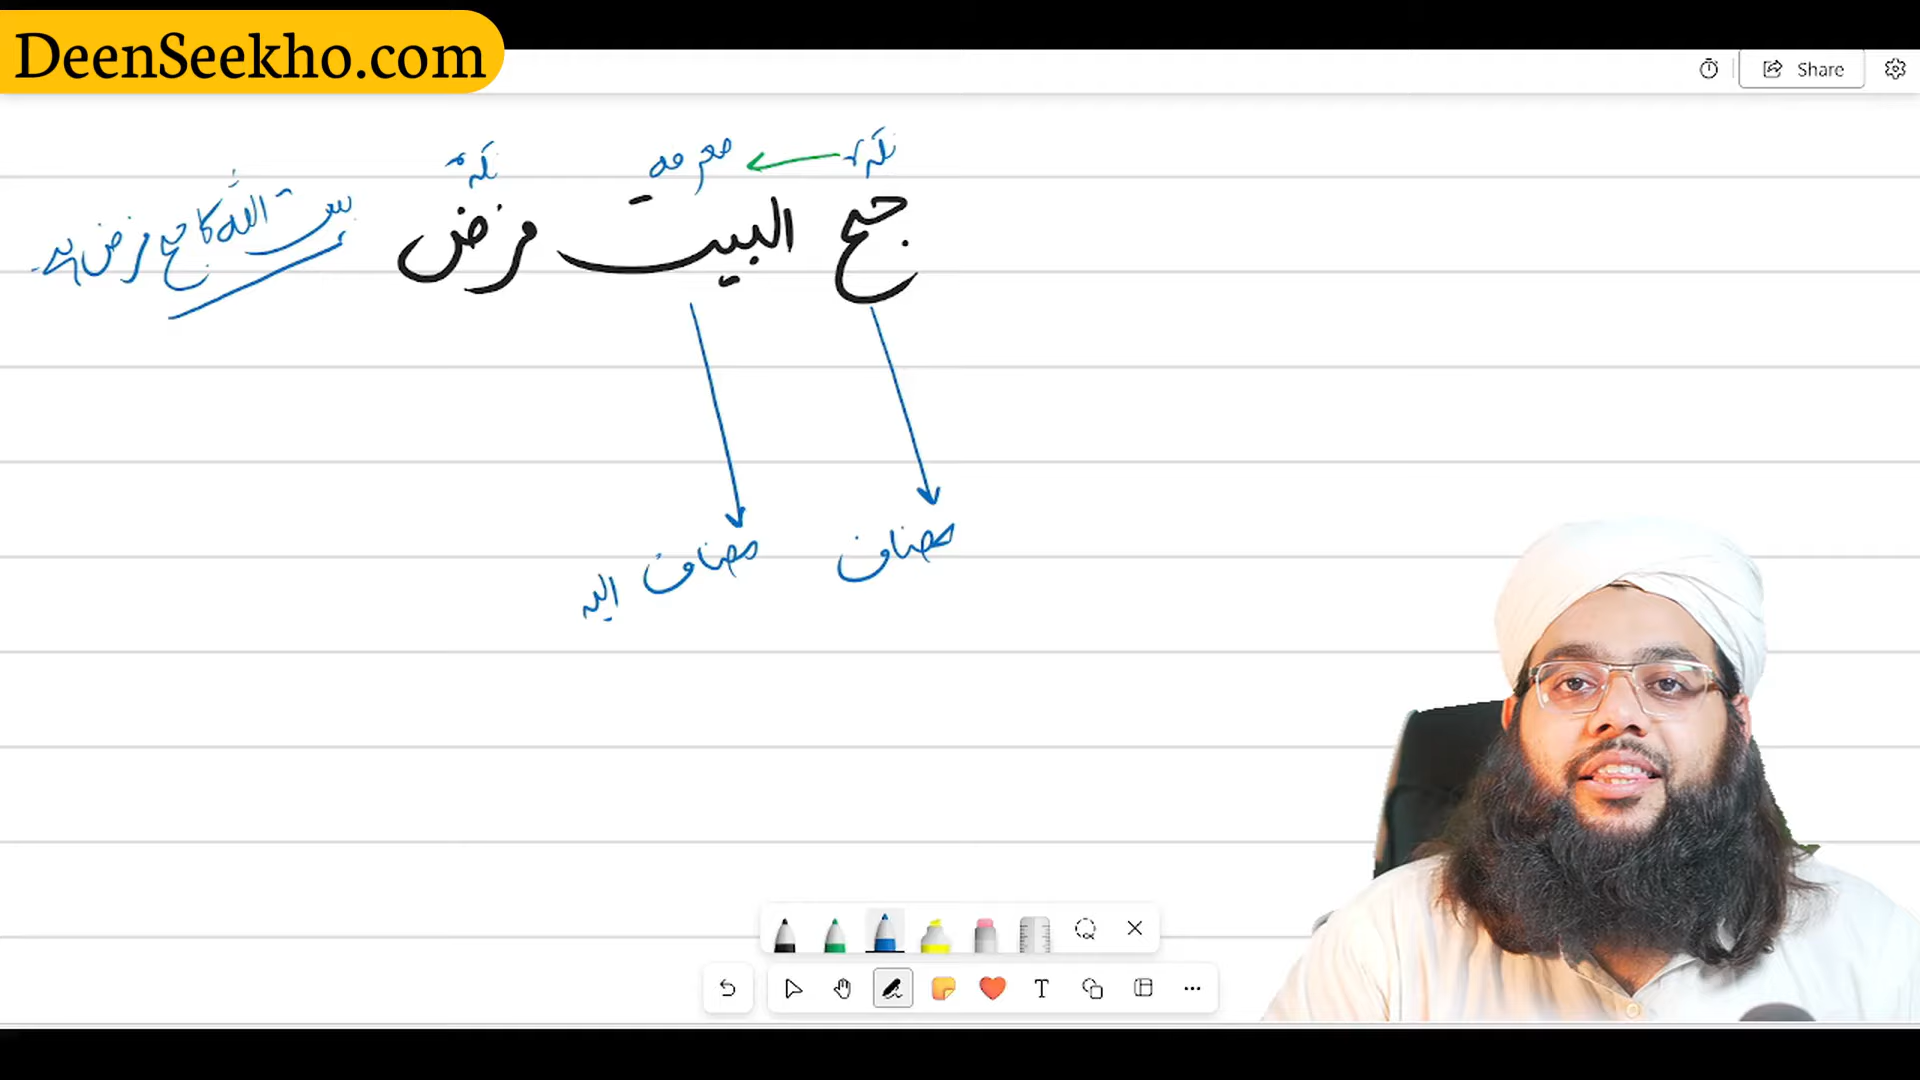 DeenSeekho.com
Share
نکرہ معرفہ نکرہ
حج البیت فرض
بیت اللہ کا حج فرض ہے
مضاف مضاف الیہ